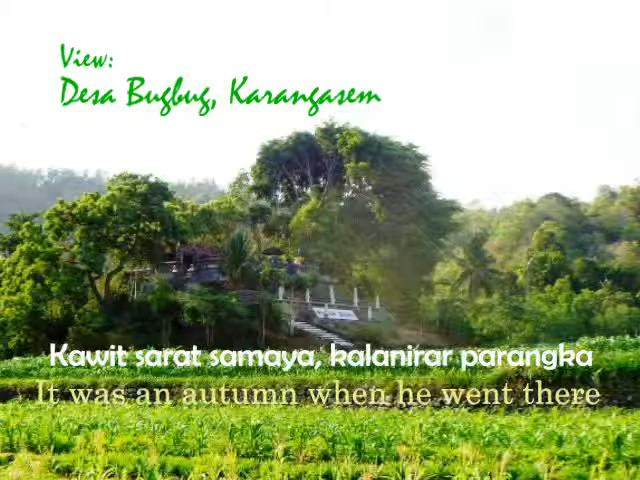 View:
Desa Bugbug, Karangasem
Kawit sarat samaya, kalanirar parangka
It was an autumn when he went there